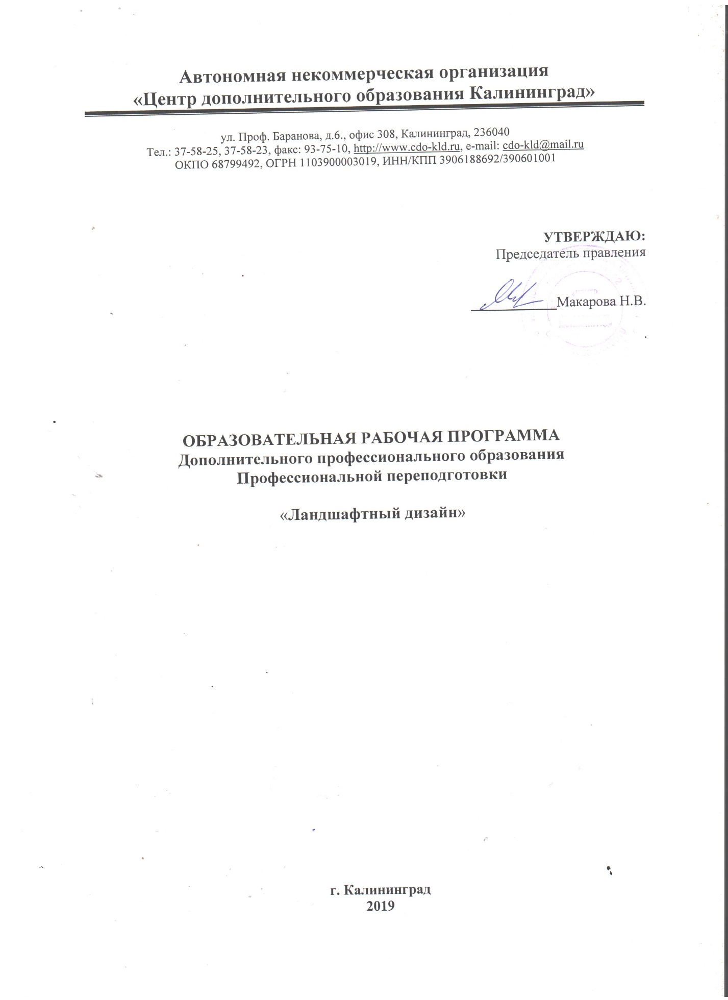 Автономная некоммерческая организация
«Центр дополнительного образования Калининград»
ул. Проф. Баранова, д.6., офис 308, Калининград, 236040
Тел.: 37-58-25, 37-58-23, факс: 93-75-10, http://www.cdo-kld.ru, e-mail: cdo-kld@mail.ru
ОКПО 68799492, ОГРН 1103900003019, ИНН/КПП 3906188692/390601001
УТВЕРЖДАЮ:
Председатель правления
Макарова Н.В.
ОБРАЗОВАТЕЛЬНАЯ РАБОЧАЯ ПРОГРАММА
Дополнительного профессионального образования
Профессиональной переподготовки
«Ландшафтный дизайн»
г. Калининград
2019